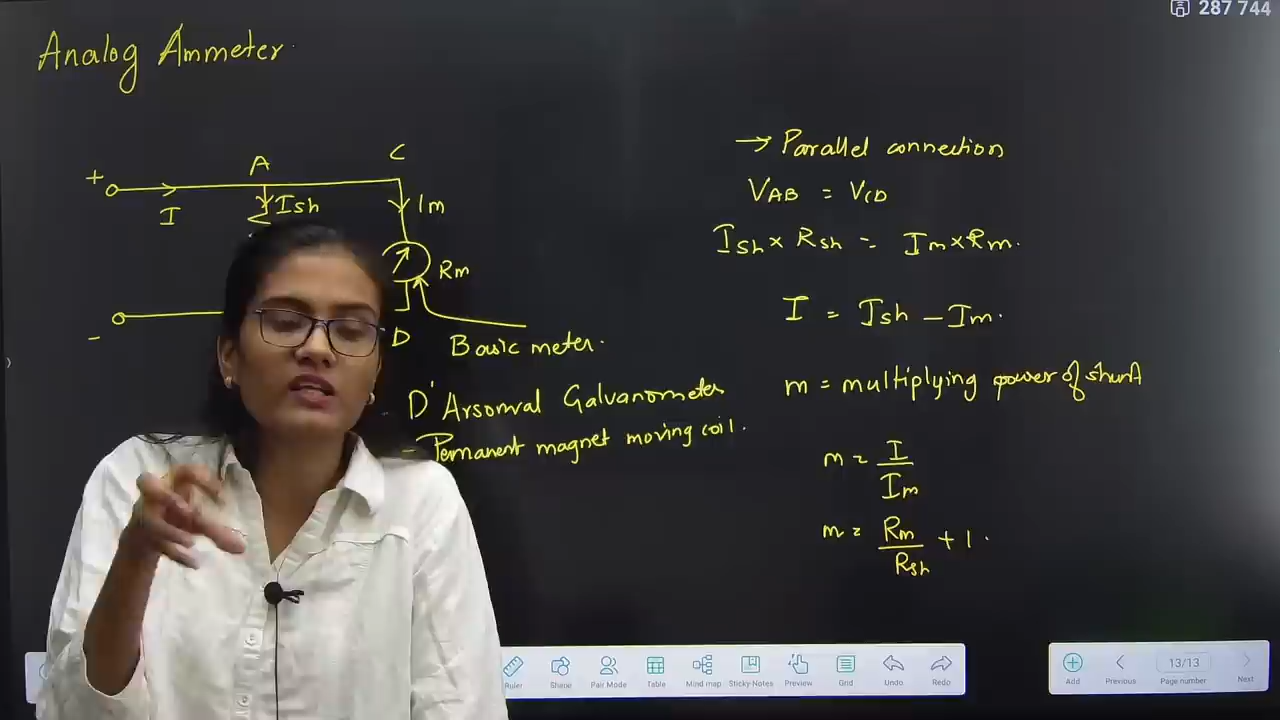 287 744
Analog Ammeter
A
C
+
I
Ish
Im
Rm
-
D
Basic meter.
D'Arsonval Galvanometer
- Permanent magnet moving coil.
→ Parallel connection
VAB = VCD
Ish × Rsh = Im × Rm.
I = Ish - Im.
m = multiplying power of shunt
m = I / Im
m = Rm / Rsh + 1.
Ruler
Shape
Pair Mode
Table
Mind map
Sticky Notes
Preview
Grid
Undo
Redo
Add
Previous
13/13
Page number
Next